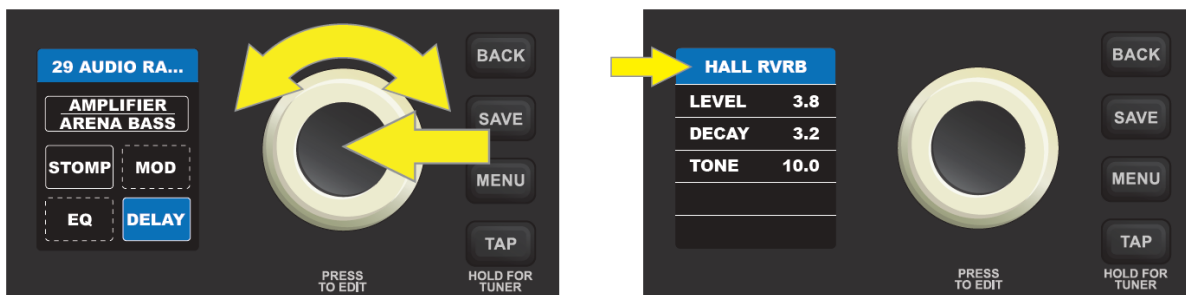 29 AUDIO RA...
AMPLIFIER
ARENA BASS
STOMP
MOD
EQ
DELAY
PRESS
TO EDIT
BACK
SAVE
MENU
TAP
HOLD FOR
TUNER
HALL RVRB
LEVEL 3.8
DECAY 3.2
TONE 10.0
PRESS
TO EDIT
BACK
SAVE
MENU
TAP
HOLD FOR
TUNER